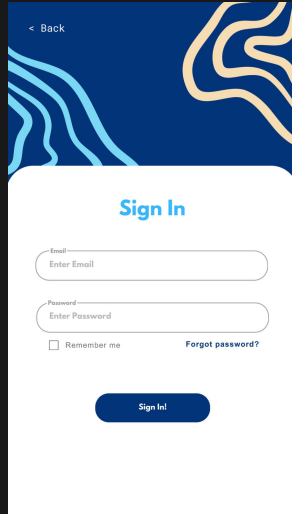 < Back
Sign In
Email
Enter Email
Password
Enter Password
Remember me Forgot password?
Sign In!